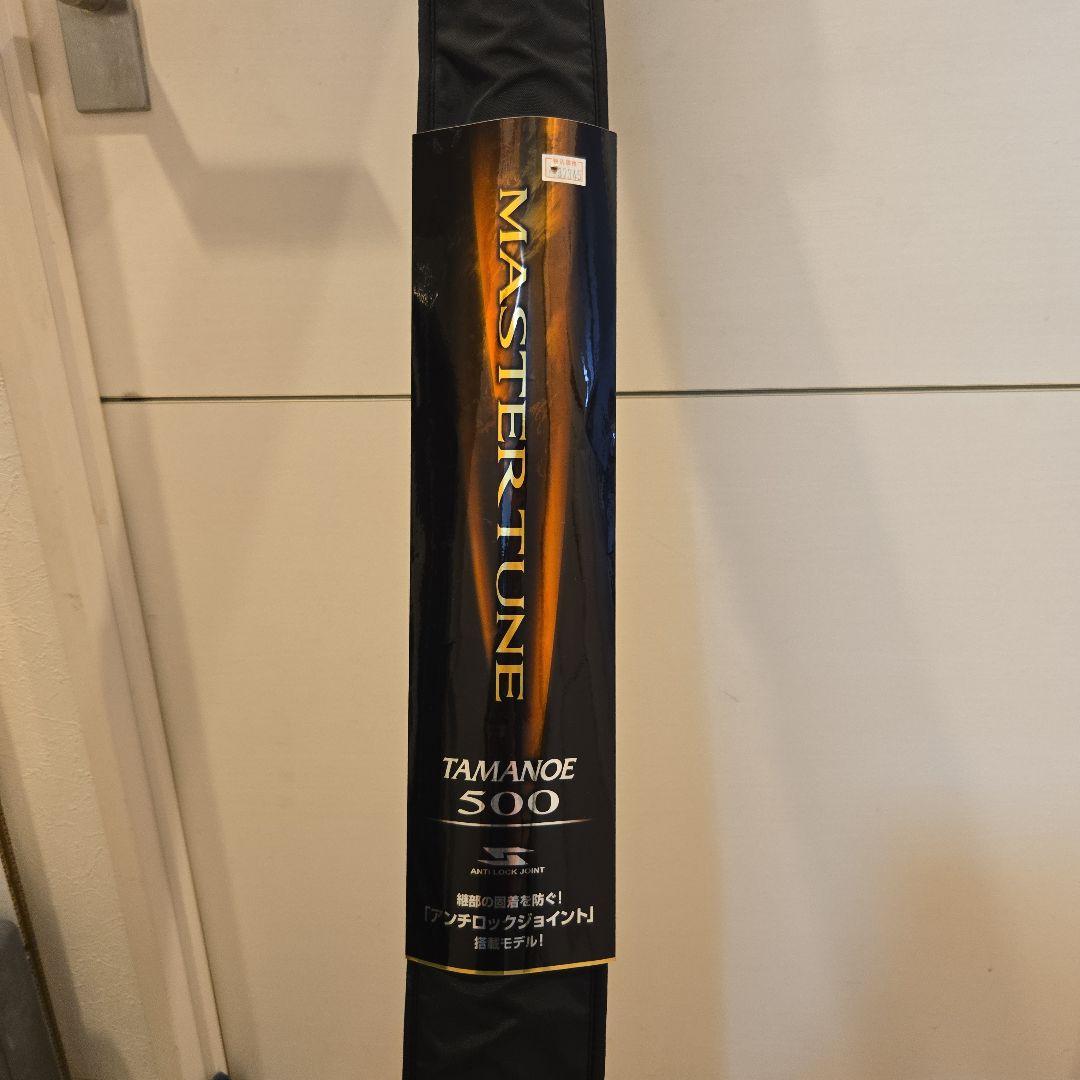 MASTER TUNE
TAMANOE
500
ANTI LOCK JOINT
継部の固着を防ぐ!
「アンチロックジョイント」
搭載モデル!